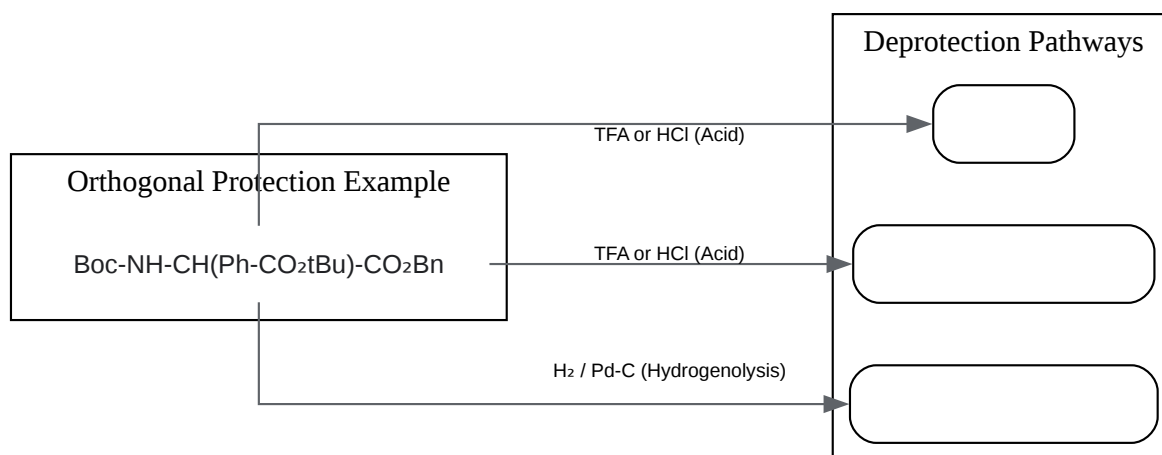 Deprotection Pathways
TFA or HCl (Acid)
Orthogonal Protection Example
Boc-NH-CH(Ph-CO₂tBu)-CO₂Bn
TFA or HCl (Acid)
H₂ / Pd-C (Hydrogenolysis)